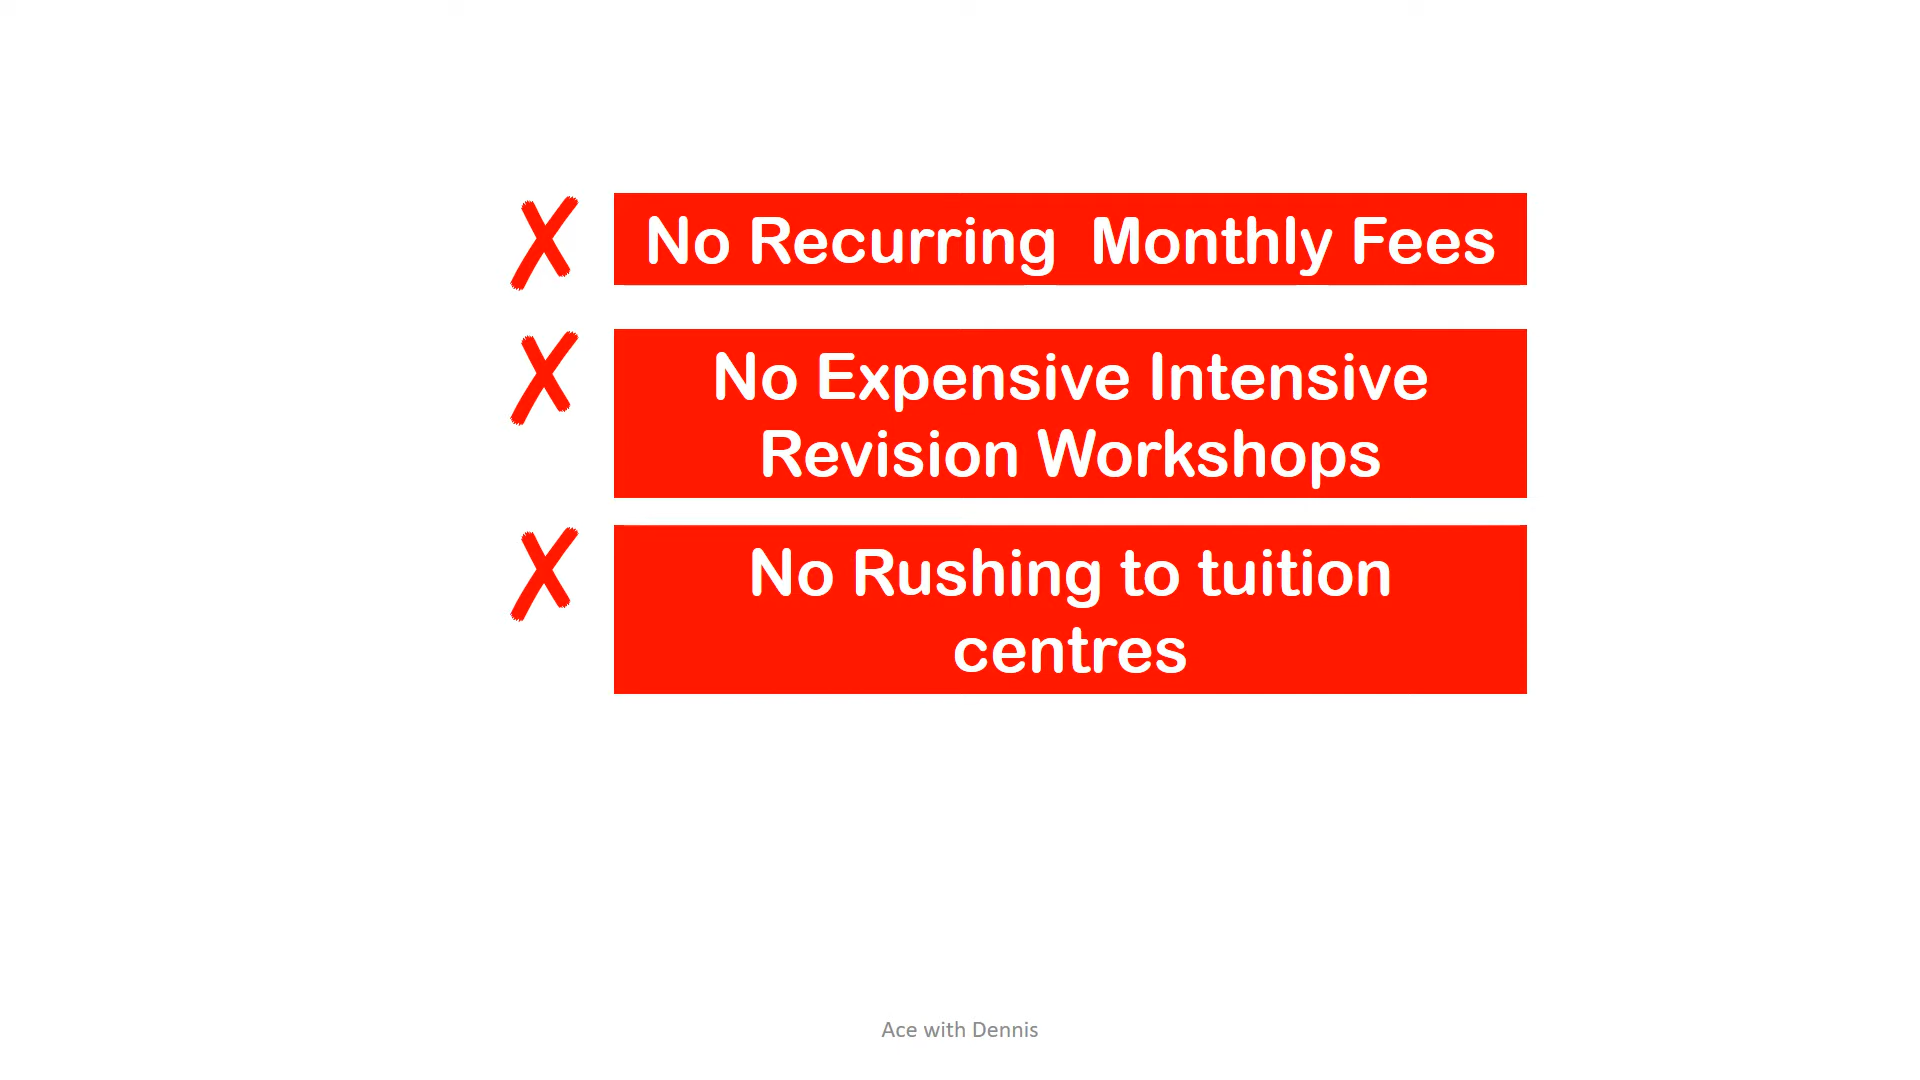 No Recurring  Monthly Fees
No Expensive Intensive
Revision Workshops
No Rushing to tuition
centres
Ace with Dennis